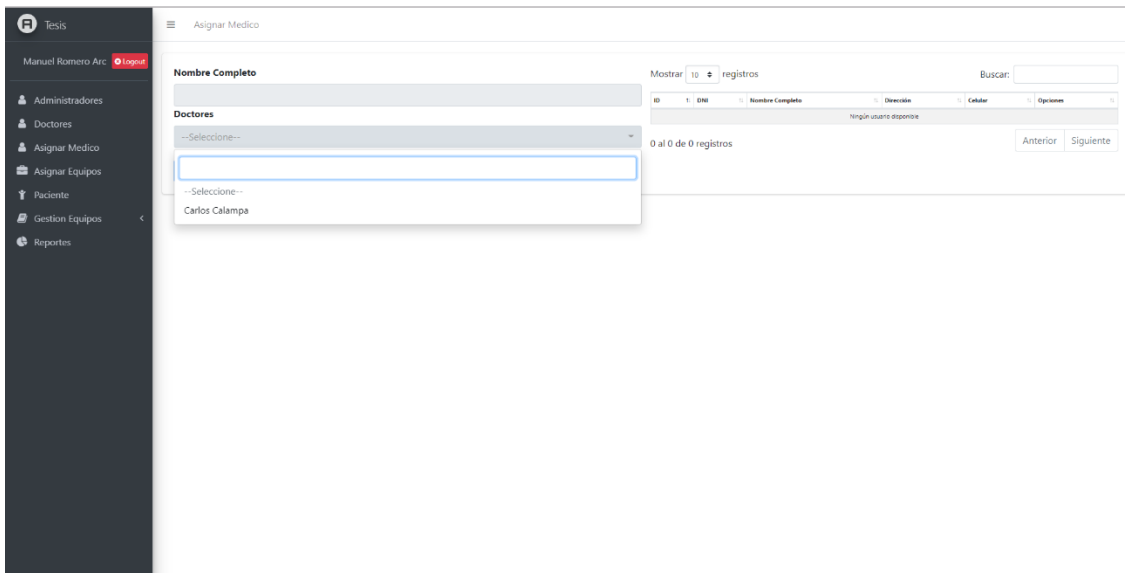 Tesis
Asignar Medico
Manuel Romero Arc Logout
Administradores
Doctores
Asignar Medico
Asignar Equipos
Paciente
Gestion Equipos
Reportes
Nombre Completo
Doctores
--Seleccione--
--Seleccione--
Carlos Calampa
Mostrar 10 registros
Buscar:
ID DNI Nombre Completo Dirección Celular Opciones
Ningún usuario disponible
0 al 0 de 0 registros
Anterior Siguiente